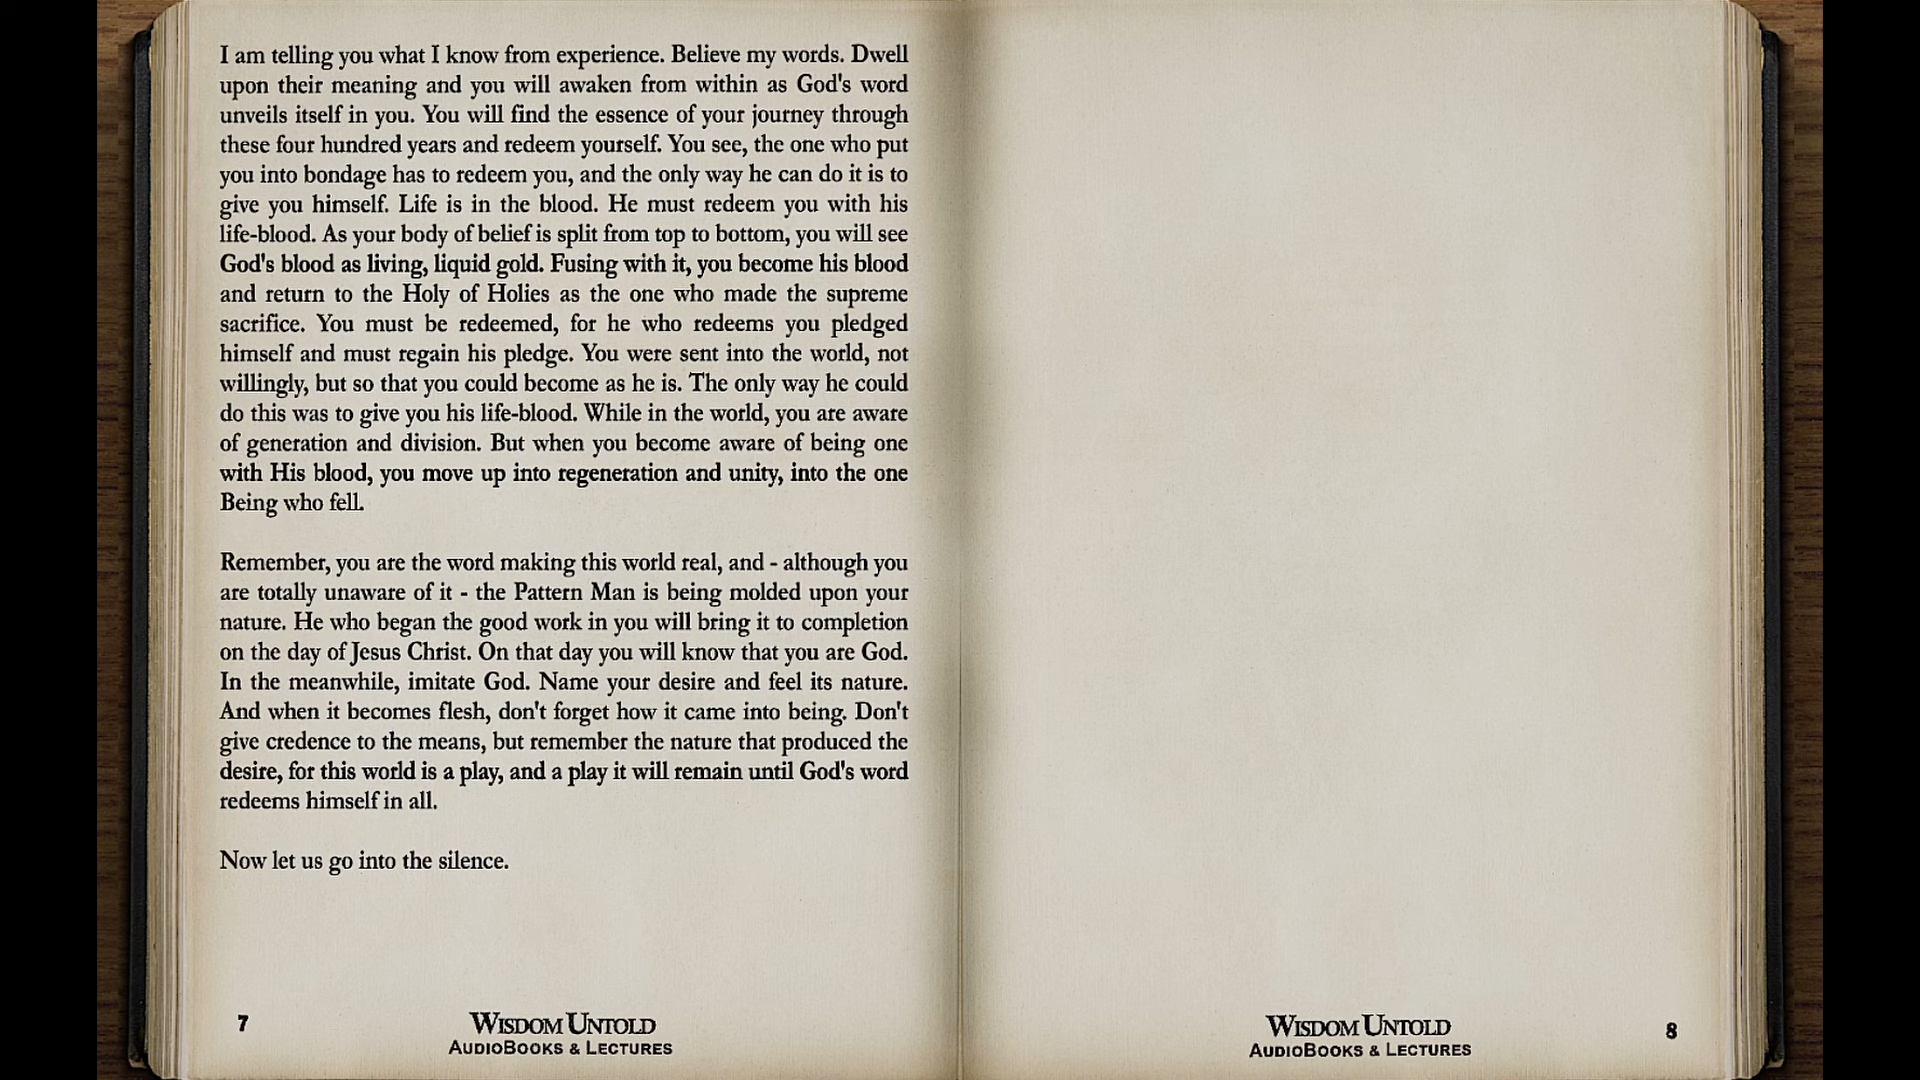 I am telling you what I know from experience. Believe my words. Dwell
upon their meaning and you will awaken from within as God's word
unveils itself in you. You will find the essence of your journey through
these four hundred years and redeem yourself. You see, the one who put
you into bondage has to redeem you, and the only way he can do it is to
give you himself. Life is in the blood. He must redeem you with his
life-blood. As your body of belief is split from top to bottom, you will see
God's blood as living, liquid gold. Fusing with it, you become his blood
and return to the Holy of Holies as the one who made the supreme
sacrifice. You must be redeemed, for he who redeems you pledged
himself and must regain his pledge. You were sent into the world, not
willingly, but so that you could become as he is. The only way he could
do this was to give you his life-blood. While in the world, you are aware
of generation and division. But when you become aware of being one
with His blood, you move up into regeneration and unity, into the one
Being who fell.
Remember, you are the word making this world real, and - although you
are totally unaware of it - the Pattern Man is being molded upon your
nature. He who began the good work in you will bring it to completion
on the day of Jesus Christ. On that day you will know that you are God.
In the meanwhile, imitate God. Name your desire and feel its nature.
And when it becomes flesh, don't forget how it came into being. Don't
give credence to the means, but remember the nature that produced the
desire, for this world is a play, and a play it will remain until God's word
redeems himself in all.
Now let us go into the silence.
7
WISDOM UNTOLD
AUDIOBOOKS & LECTURES
WISDOM UNTOLD
AUDIOBOOKS & LECTURES
8